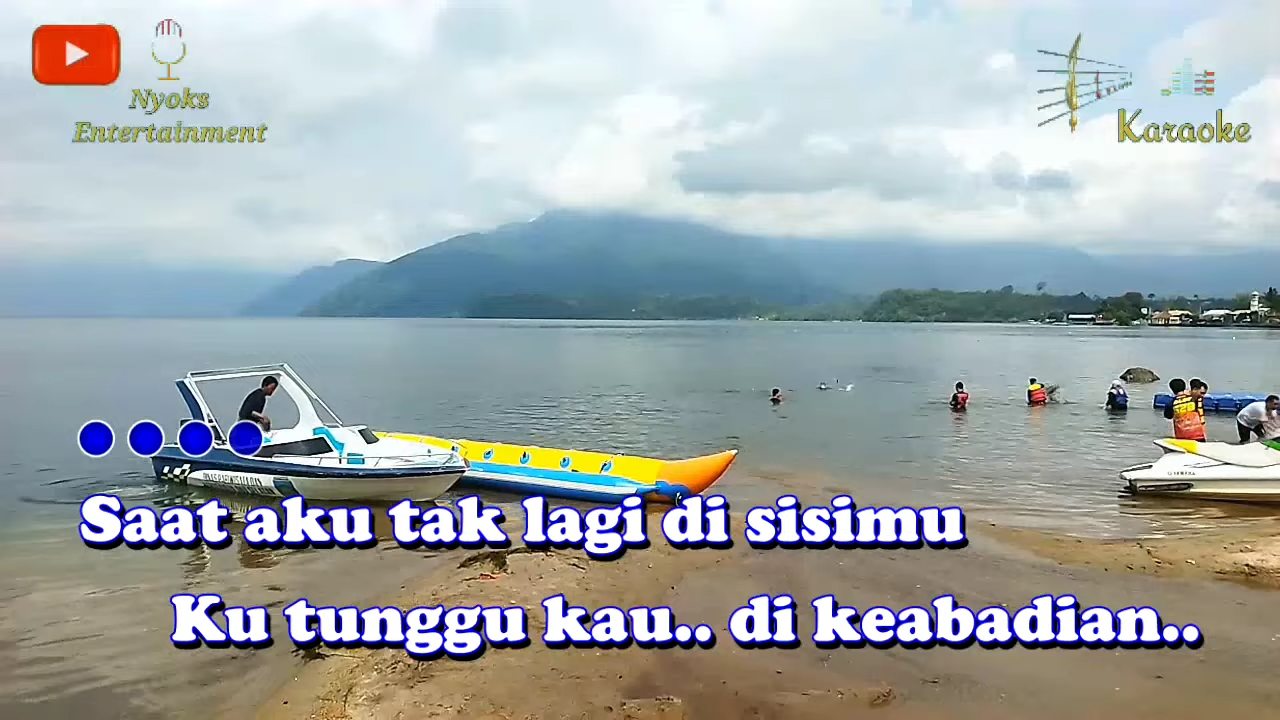 Nyoks
Entertainment
Karaoke
Saat aku tak lagi di sisimu
Ku tunggu kau.. di keabadian..